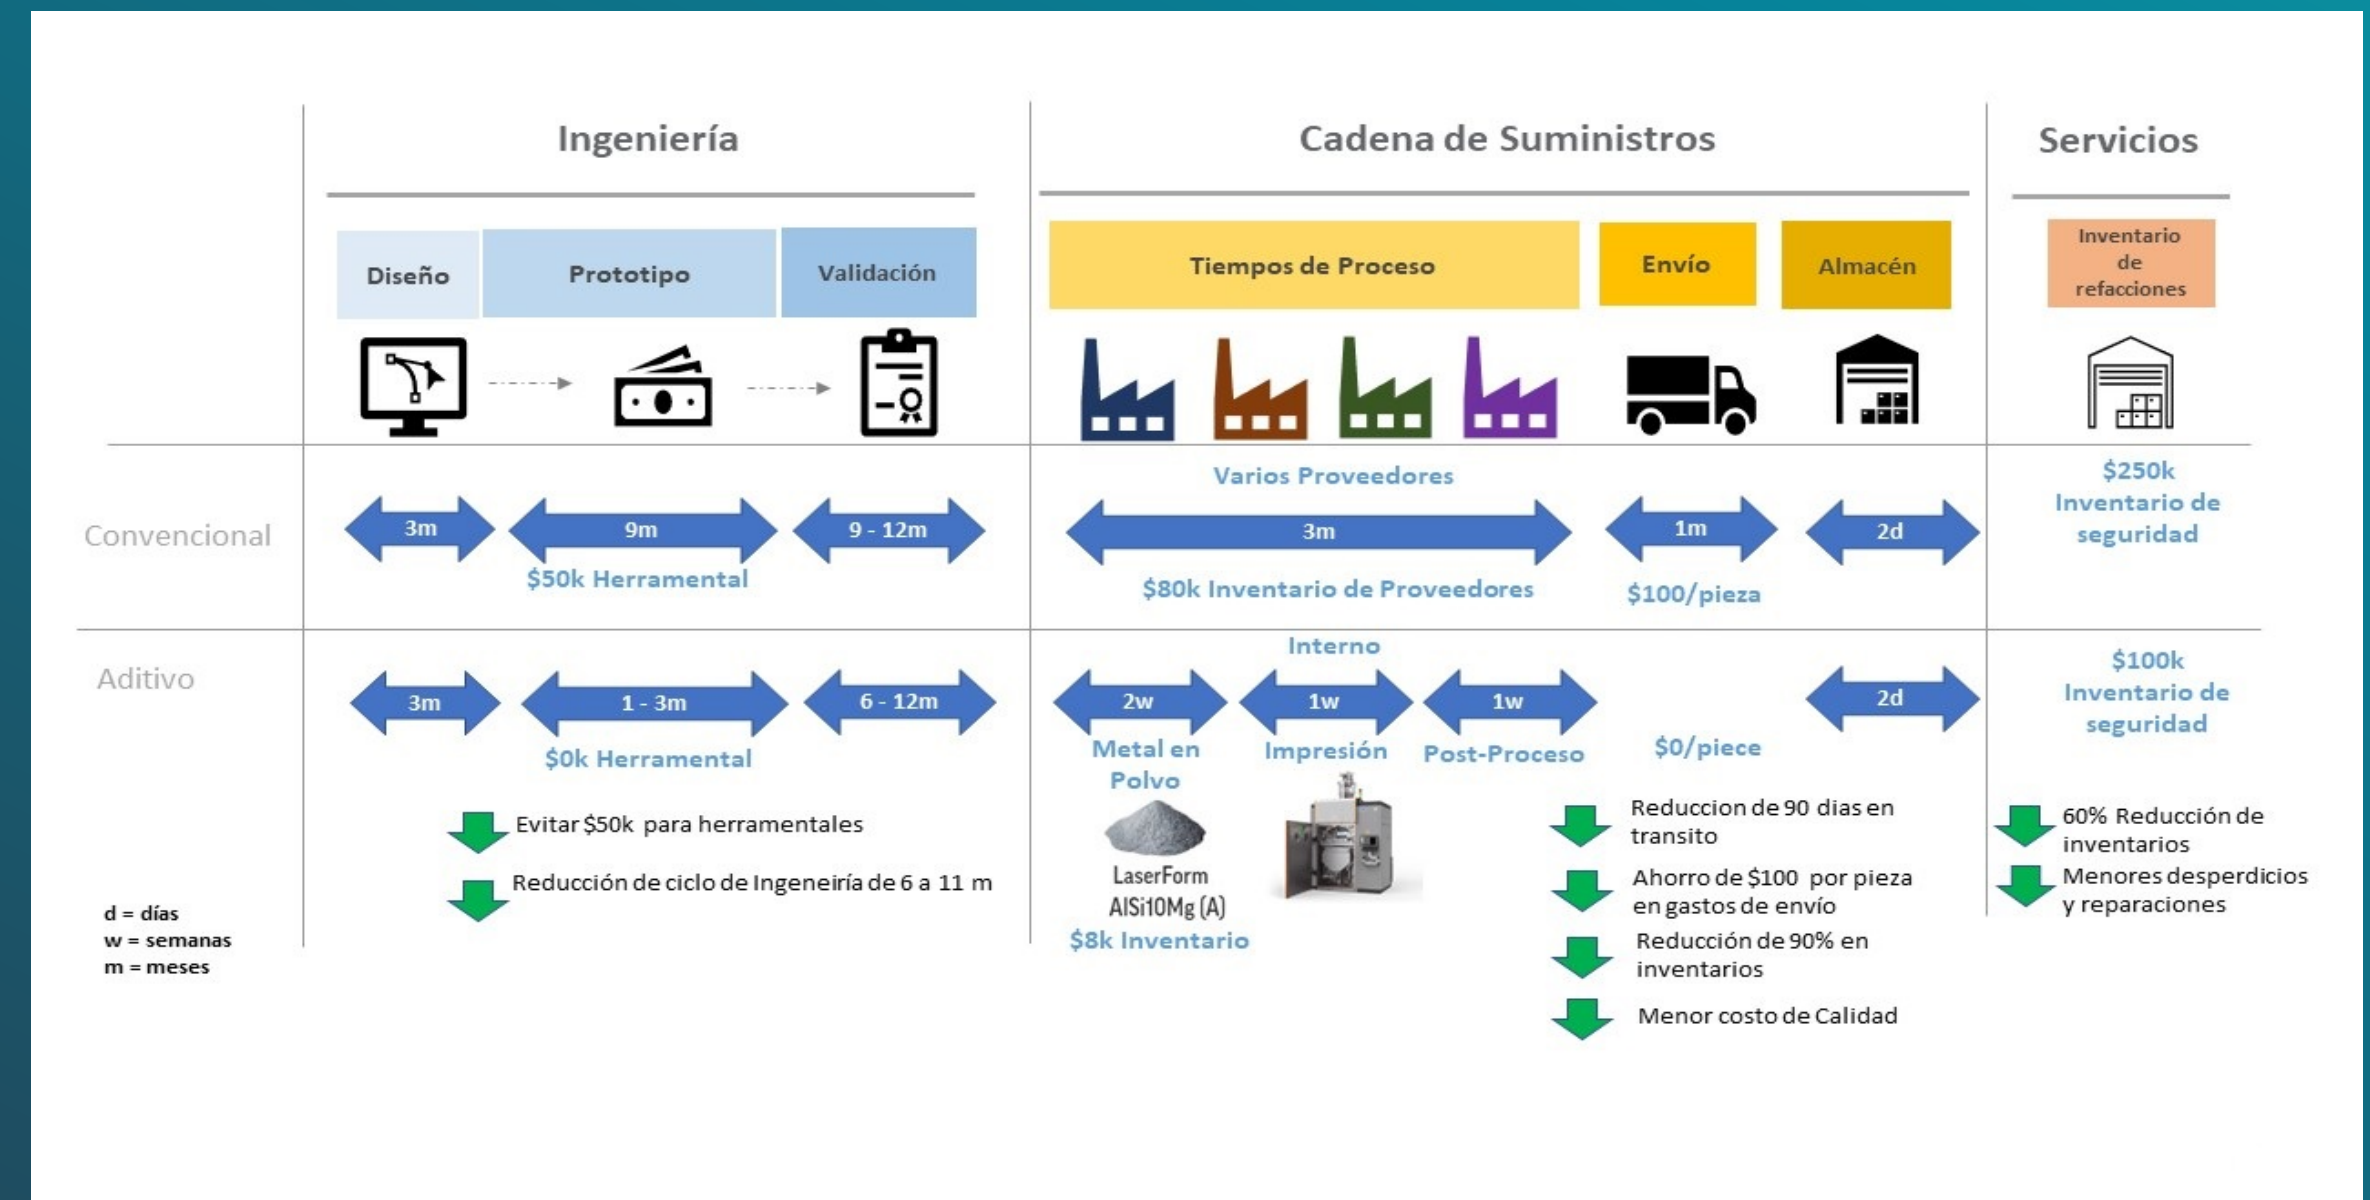 Ingeniería
Cadena de Suministros
Servicios
Diseño
Prototipo
Validación
Tiempos de Proceso
Envío
Almacén
Inventario
de
refacciones
Convencional
3m
9m
$50k Herramental
9 - 12m
Varios Proveedores
3m
$80k Inventario de Proveedores
1m
$100/pieza
2d
$250k
Inventario de
seguridad
Aditivo
3m
1 - 3m
$0k Herramental
6 - 12m
Evitar $50k para herramentales
Reducción de ciclo de Ingeneiría de 6 a 11 m
Interno
2w
1w
1w
Metal en
Polvo
Impresión
Post-Proceso
LaserForm
AlSi10Mg (A)
$8k Inventario
$0/piece
2d
Reduccion de 90 dias en
transito
Ahorro de $100 por pieza
en gastos de envío
Reducción de 90% en
inventarios
Menor costo de Calidad
$100k
Inventario de
seguridad
60% Reducción de
inventarios
Menores desperdicios
y reparaciones
d = días
w = semanas
m = meses